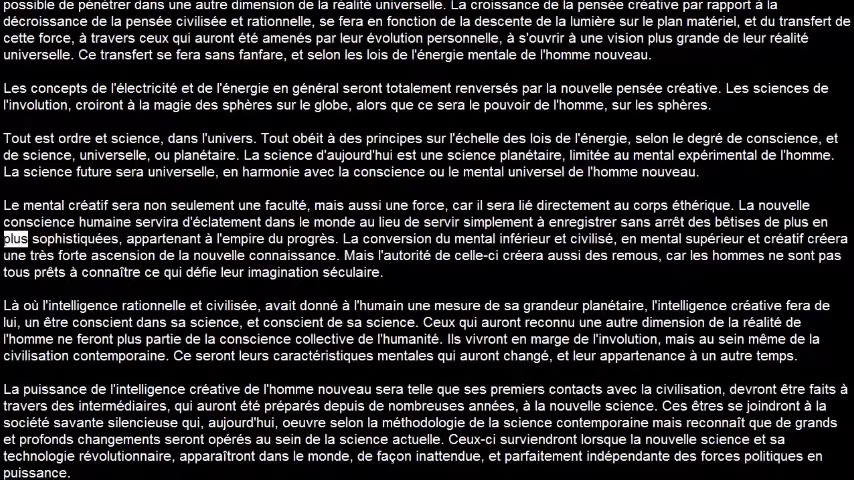 possible de pénétrer dans une autre dimension de la réalité universelle. La croissance de la pensée créative par rapport à la
décroissance de la pensée civilisée et rationnelle, se fera en fonction de la descente de la lumière sur le plan matériel, et du transfert de
cette force, à travers ceux qui auront été amenés par leur évolution personnelle, à s'ouvrir à une vision plus grande de leur réalité
universelle. Ce transfert se fera sans fanfare, et selon les lois de l'énergie mentale de l'homme nouveau.
Les concepts de l'électricité et de l'énergie en général seront totalement renversés par la nouvelle pensée créative. Les sciences de
l'involution, croiront à la magie des sphères sur le globe, alors que ce sera le pouvoir de l'homme, sur les sphères.
Tout est ordre et science, dans l'univers. Tout obéit à des principes sur l'échelle des lois de l'énergie, selon le degré de conscience, et
de science, universelle, ou planétaire. La science d'aujourd'hui est une science planétaire, limitée au mental expérimental de l'homme.
La science future sera universelle, en harmonie avec la conscience ou le mental universel de l'homme nouveau.
Le mental créatif sera non seulement une faculté, mais aussi une force, car il sera lié directement au corps éthérique. La nouvelle
conscience humaine servira d'éclatement dans le monde au lieu de servir simplement à enregistrer sans arrêt des bêtises de plus en
plus sophistiquées, appartenant à l'empire du progrès. La conversion du mental inférieur et civilisé, en mental supérieur et créatif créera
une très forte ascension de la nouvelle connaissance. Mais l'autorité de celle-ci créera aussi des remous, car les hommes ne sont pas
tous prêts à connaître ce qui défie leur imagination séculaire.
Là où l'intelligence rationnelle et civilisée, avait donné à l'humain une mesure de sa grandeur planétaire, l'intelligence créative fera de
lui, un être conscient dans sa science, et conscient de sa science. Ceux qui auront reconnu une autre dimension de la réalité de
l'homme ne feront plus partie de la conscience collective de l'humanité. Ils vivront en marge de l'involution, mais au sein même de la
civilisation contemporaine. Ce seront leurs caractéristiques mentales qui auront changé, et leur appartenance à un autre temps.
La puissance de l'intelligence créative de l'homme nouveau sera telle que ses premiers contacts avec la civilisation, devront être faits à
travers des intermédiaires, qui auront été préparés depuis de nombreuses années, à la nouvelle science. Ces êtres se joindront à la
société savante silencieuse qui, aujourd'hui, oeuvre selon la méthodologie de la science contemporaine mais reconnaît que de grands
et profonds changements seront opérés au sein de la science actuelle. Ceux-ci surviendront lorsque la nouvelle science et sa
technologie révolutionnaire, apparaîtront dans le monde, de façon inattendue, et parfaitement indépendante des forces politiques en
puissance.